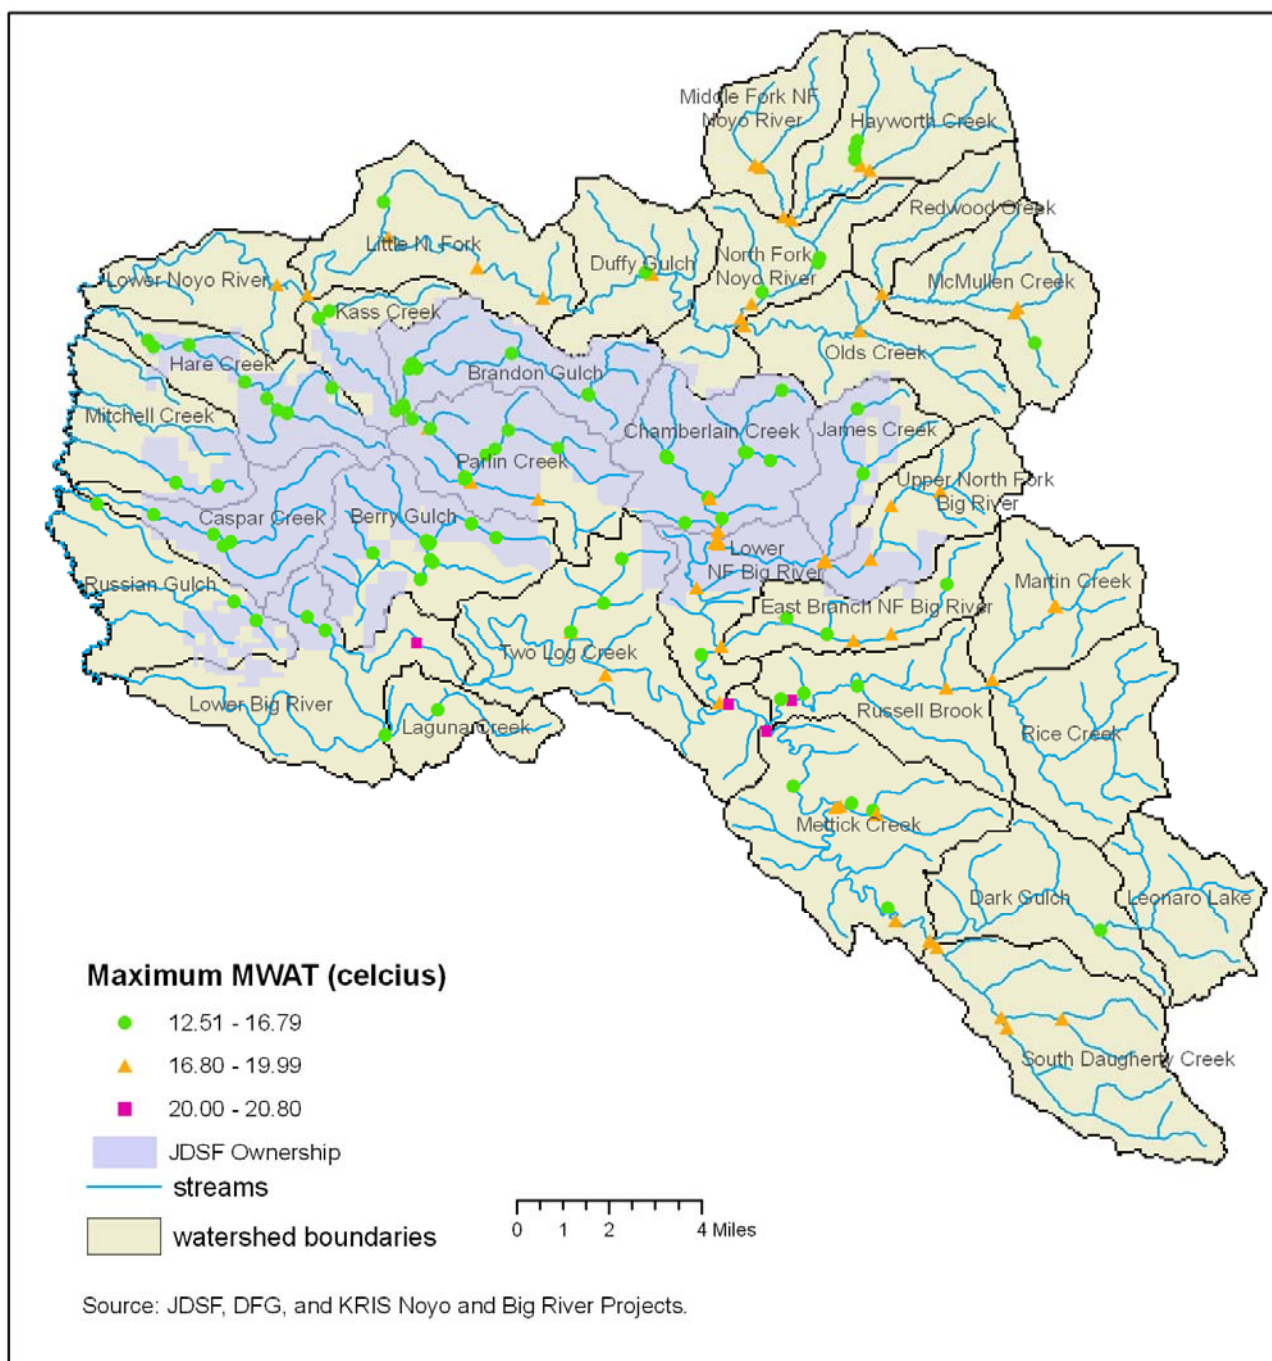 Middle Fork NF
Noyo River
Hayworth Creek
Redwood Creek
Little N. Fork
North Fork
Noyo River
Duffy Gulch
Lower Noyo River
McMullen Creek
Kass Creek
Olds Creek
Hare Creek
Brandon Gulch
Mitchell Creek
Chamberlain Creek
James Creek
Parlin Creek
Upper North Fork
Big River
Caspar Creek
Berry Gulch
Lower
NF Big River
Russian Gulch
Martin Creek
East Branch NF Big River
Two Log Creek
Lower Big River
Laguna Creek
Russell Brook
Rice Creek
Mettick Creek
Dark Gulch
Leonaro Lake
South Daugherty Creek
Maximum MWAT (celcius)
12.51 - 16.79
16.80 - 19.99
20.00 - 20.80
JDSF Ownership
streams
watershed boundaries
0 1 2 4 Miles
Source: JDSF, DFG, and KRIS Noyo and Big River Projects.